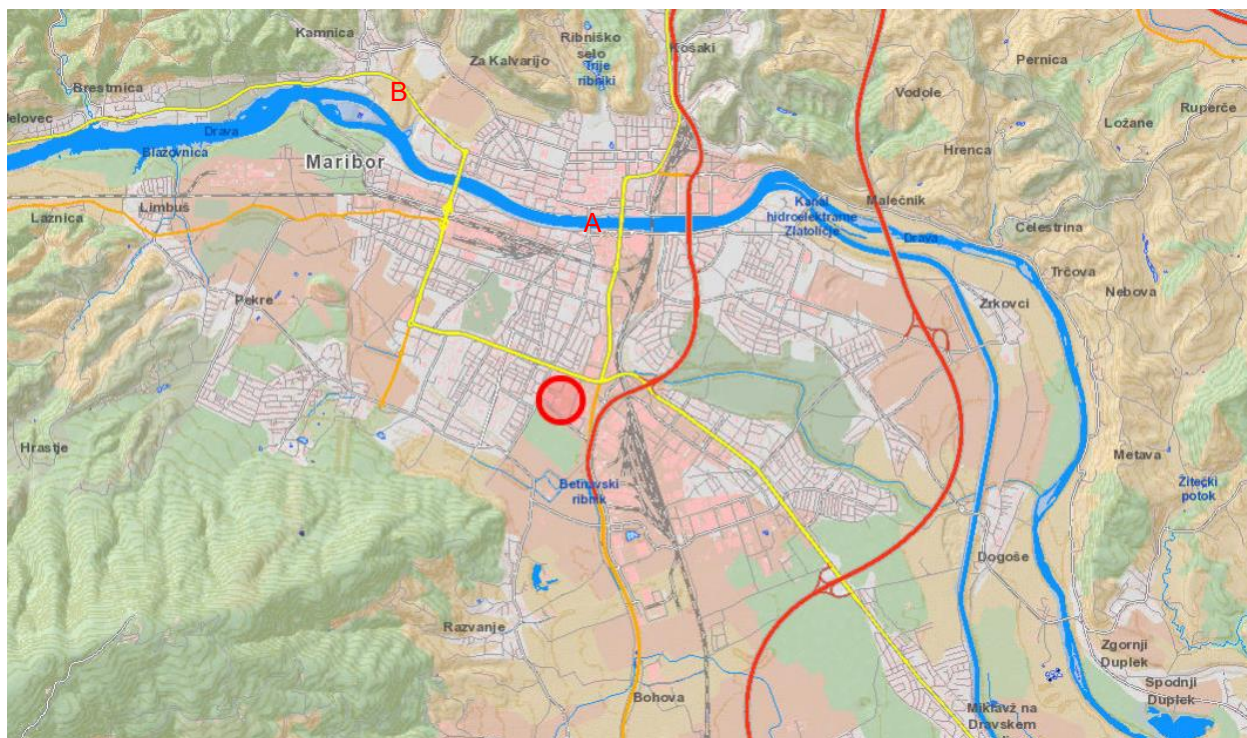 Kamnica
Ribniško
selo
Trije
ribniki
Košaki
Za Kalvarijo
Pernica
Brestrnica
B
Vodole
Ruperče
Jelovec
Drava
Ložane
Blažovnica
Hrenca
Maribor
Limbuš
Laznica
A
Kanal
hidroelektrarne
Zlatoličje
Malečnik
Drava
Celestrina
Trčova
Nebova
Pekre
Zrkovci
Hrastje
Metava
Betnavski
ribnik
Žitečki
potok
Dogoše
Razvanje
Zgornji
Duplek
Spodnji
Duplek
Bohova
Miklavž na
Dravskem